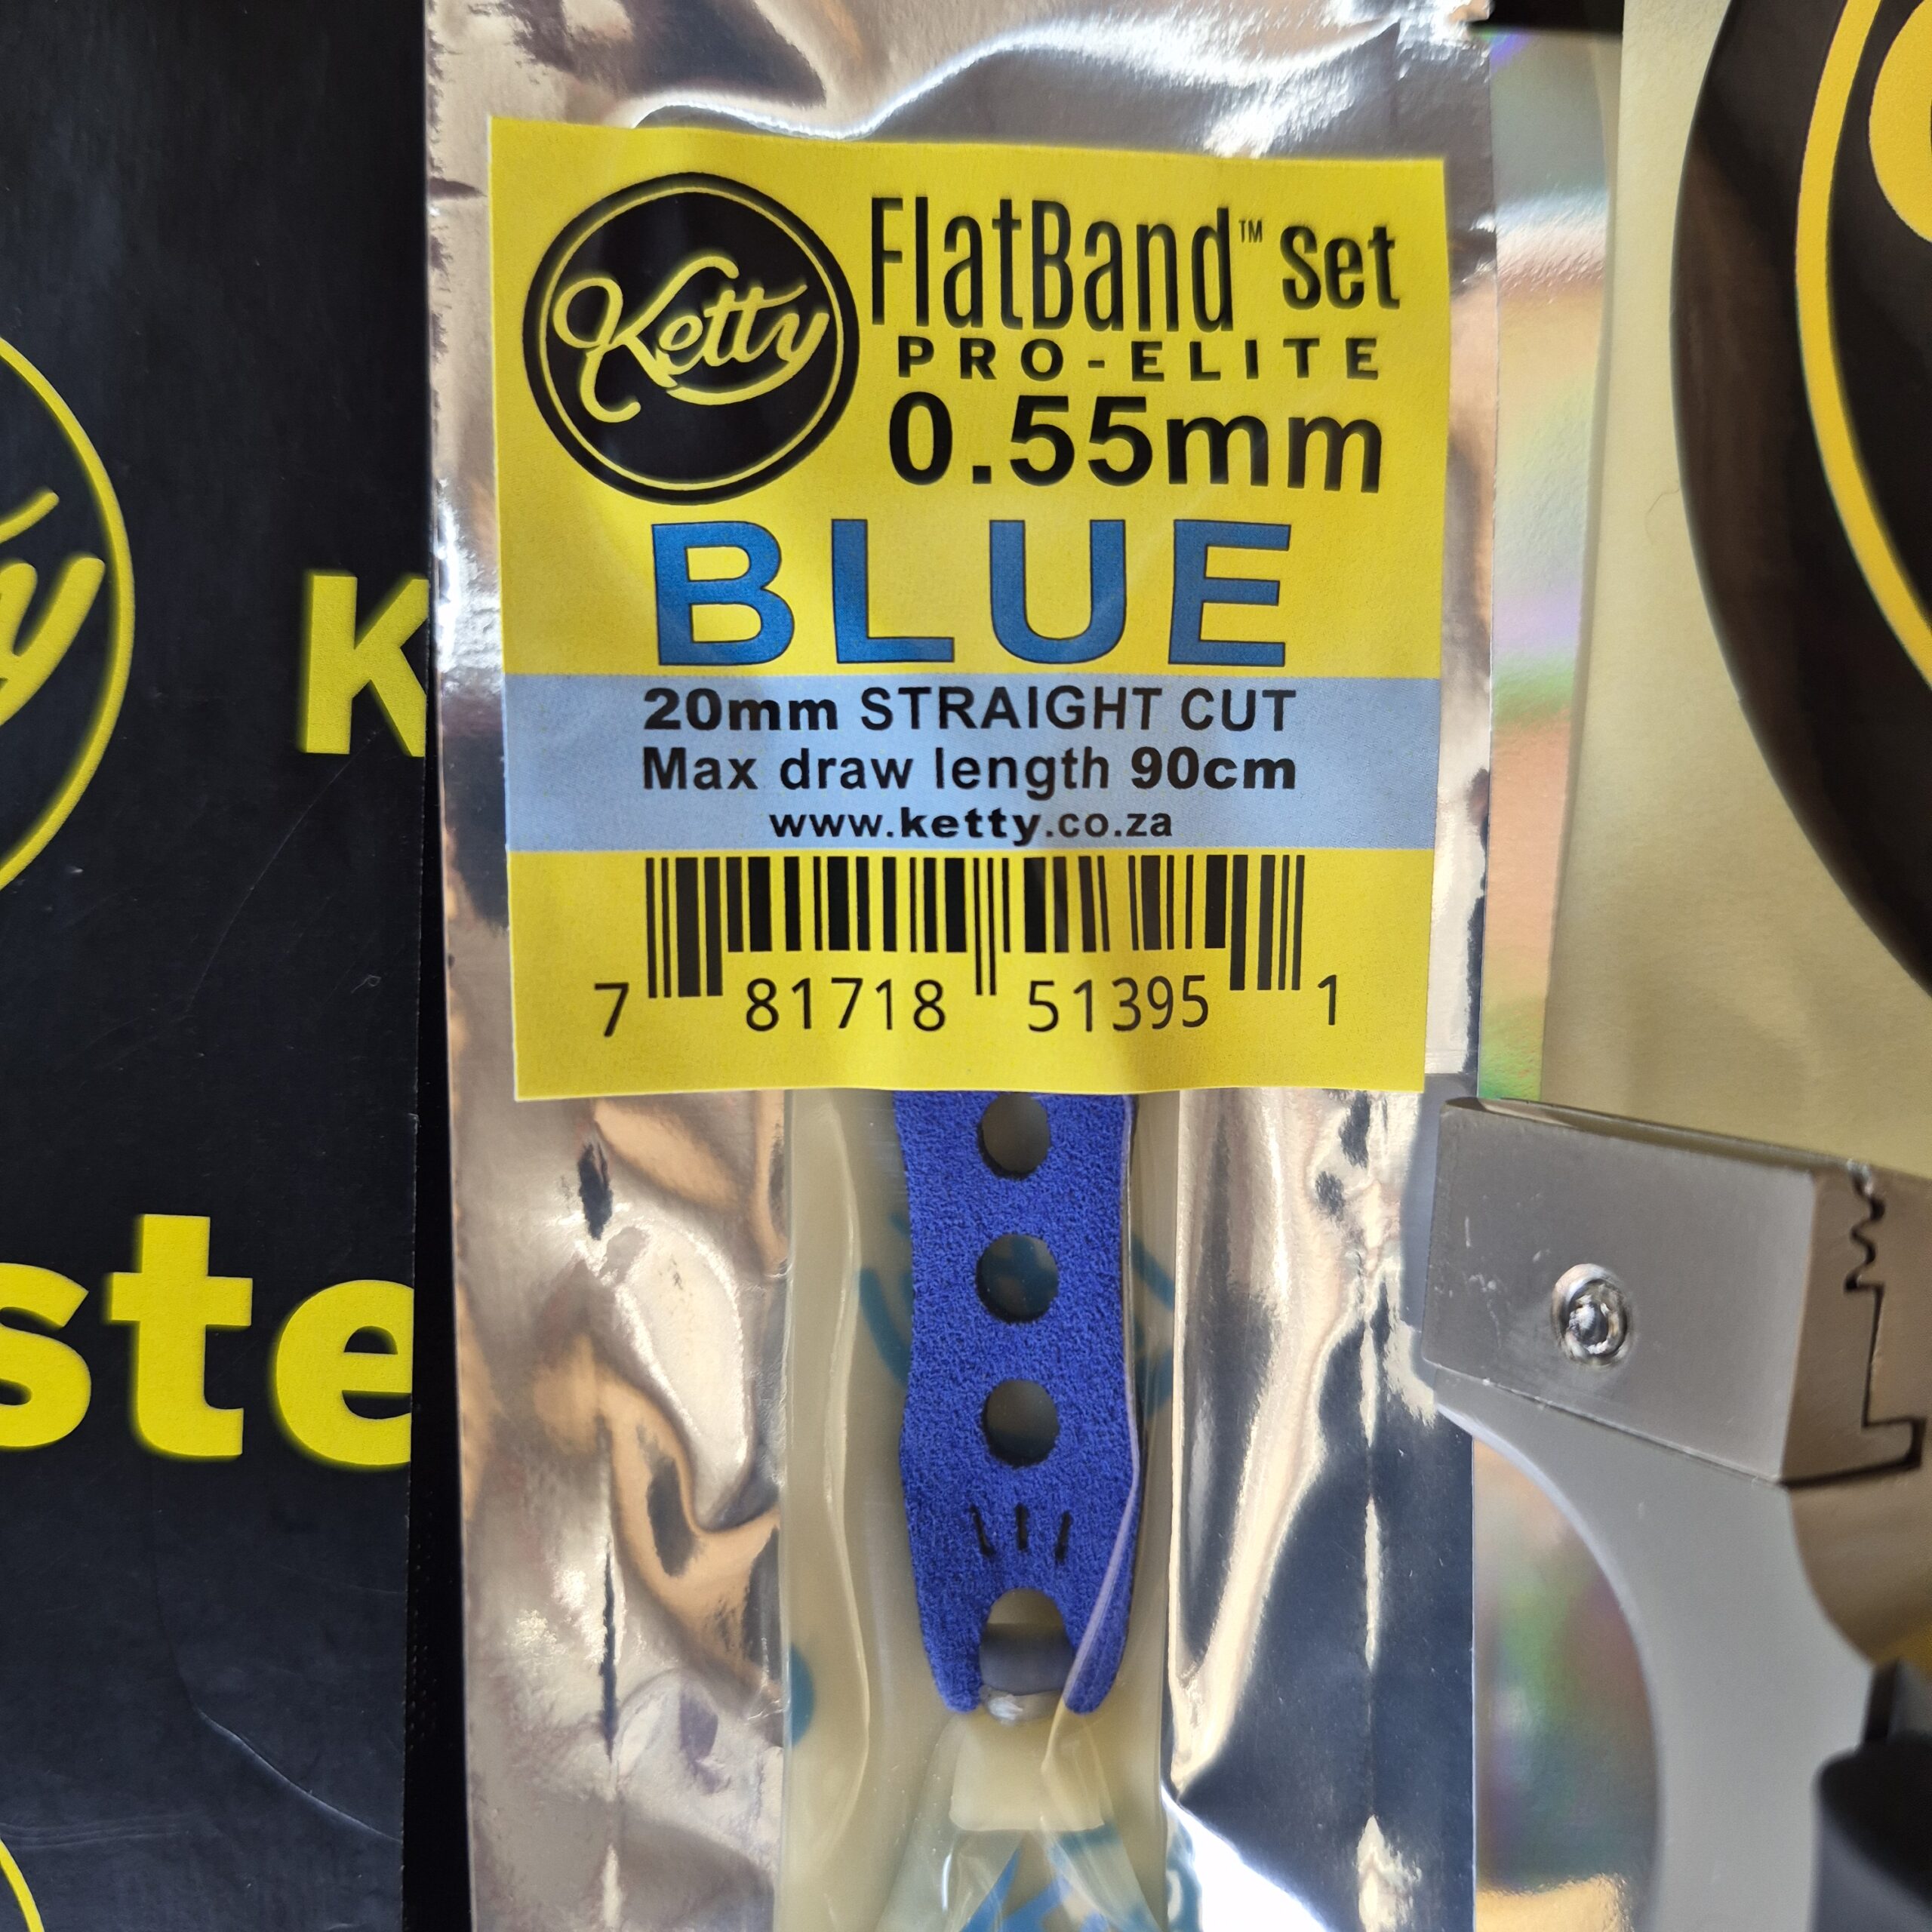 Ketty
FlatBand™ Set
PRO-ELITE
0.55mm
BLUE
20mm STRAIGHT CUT
Max draw length 90cm
www.ketty.co.za
7 81718 51395 1
K
ste